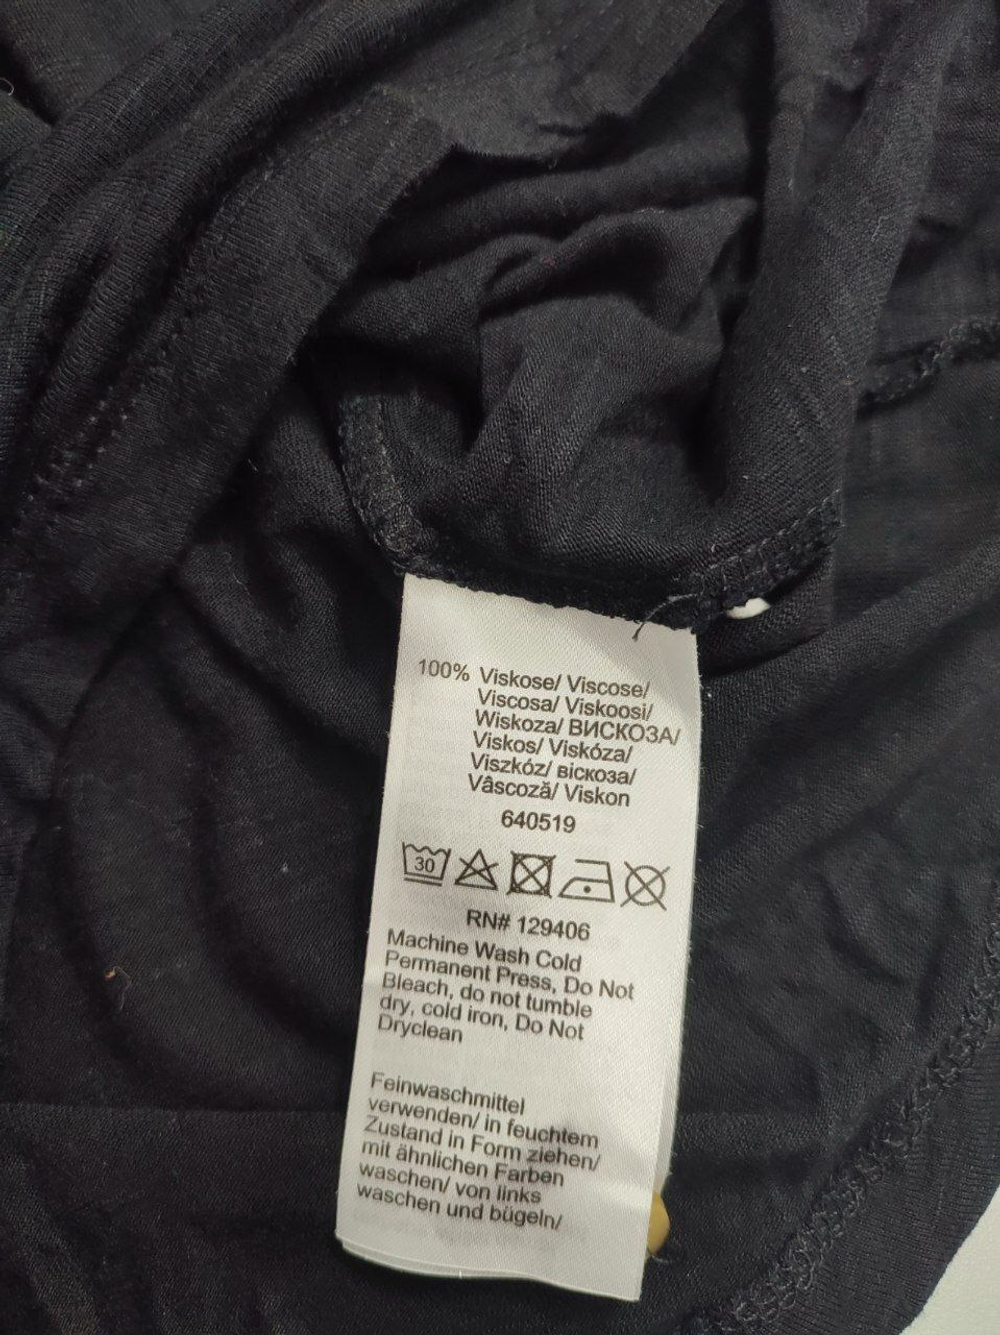 100% Viskose/ Viscose/
Viscosa/ Viskoosi/
Wiskoza/ ВИСКОЗА/
Viskos/ Viskóza/
Viszkóz/ віскоза/
Vâscoză/ Viskon
640519
30
RN# 129406
Machine Wash Cold
Permanent Press, Do Not
Bleach, do not tumble
dry, cold iron, Do Not
Dryclean
Feinwaschmittel
verwenden/ in feuchtem
Zustand in Form ziehen/
mit ähnlichen Farben
waschen/ von links
waschen und bügeln/